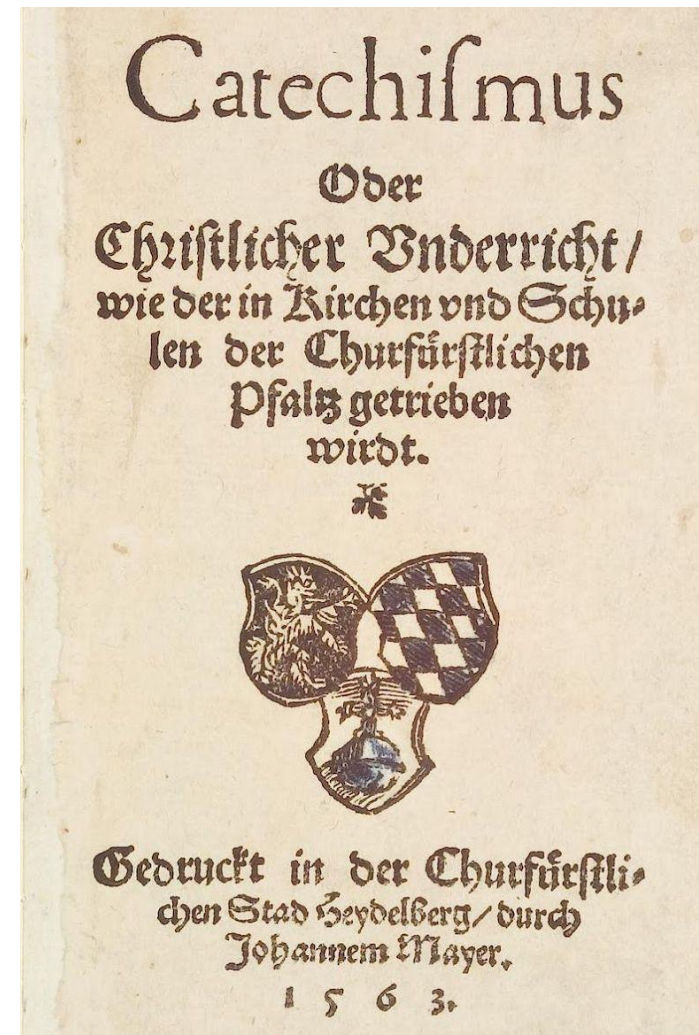 Catechiſmus
Oder
Chriſtlicher Vnderricht/
wie der in Kirchen vnd Schu⸗
len der Churfürſtlichen
Pfaltz getrieben
wirdt.
Gedruckt in der Churfürſtli⸗
chen Stad Heydelberg/ durch
Johannem Mayer.
1 5 6 3.